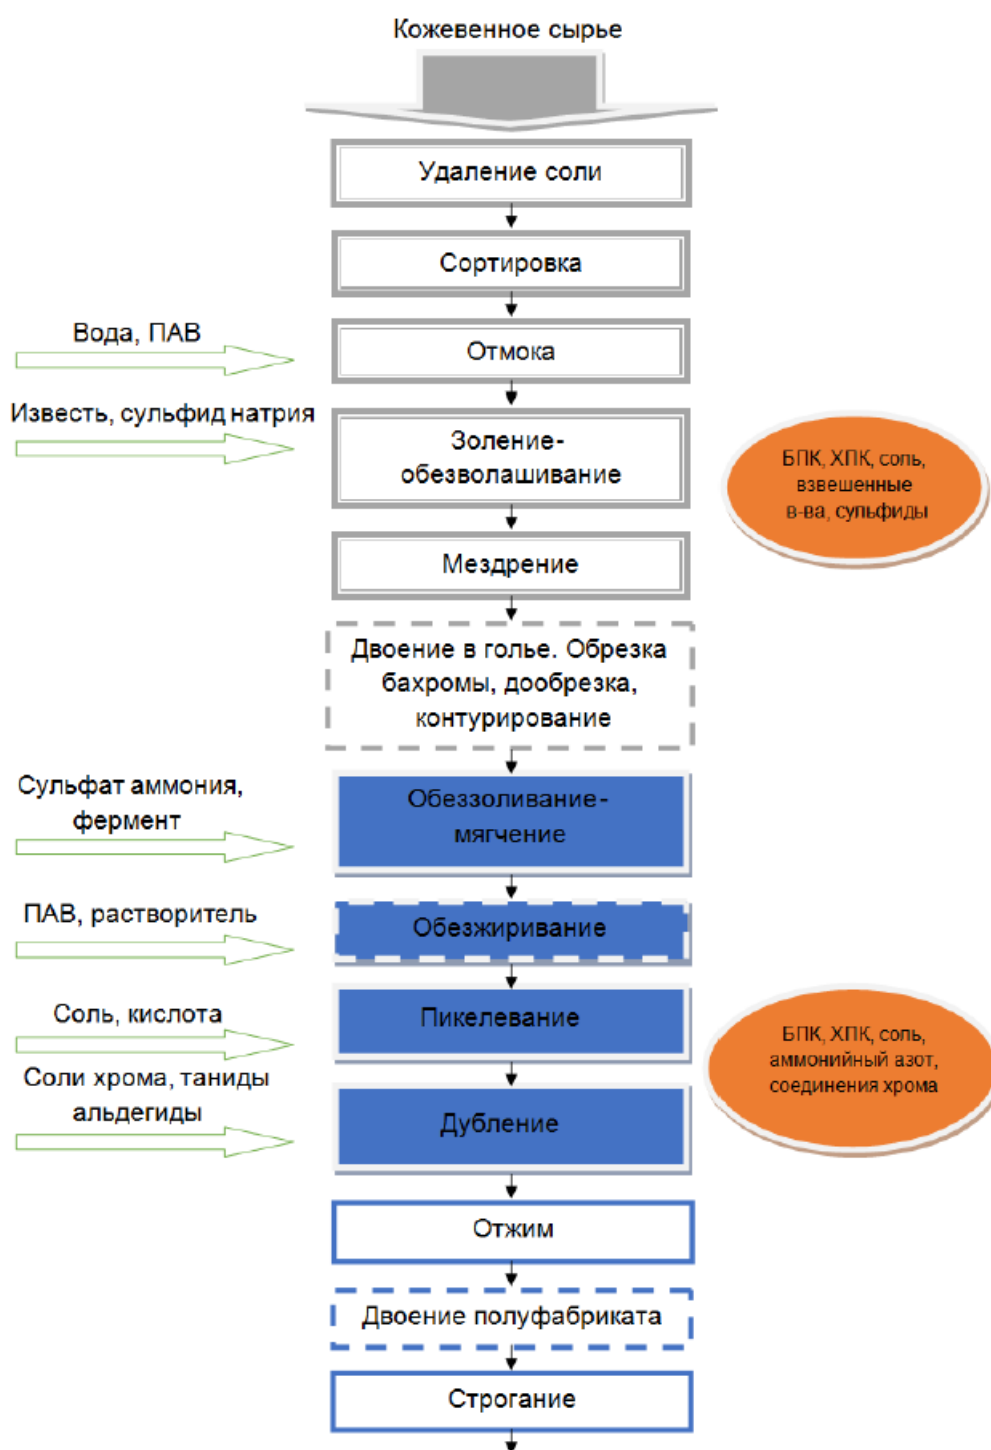 Кожевенное сырье
Удаление соли
Сортировка
Вода, ПАВ
Отмока
Известь, сульфид натрия
Золение-
обезволашивание
БПК, ХПК, соль,
взвешенные
в-ва, сульфиды
Мездрение
Двоение в голье. Обрезка
бахромы, дообрезка,
контурирование
Сульфат аммония,
фермент
Обеззоливание-
мягчение
ПАВ, растворитель
Обезжиривание
Соль, кислота
Пикелевание
Соли хрома, таниды
альдегиды
Дубление
БПК, ХПК, соль,
аммонийный азот,
соединения хрома
Отжим
Двоение полуфабриката
Строгание